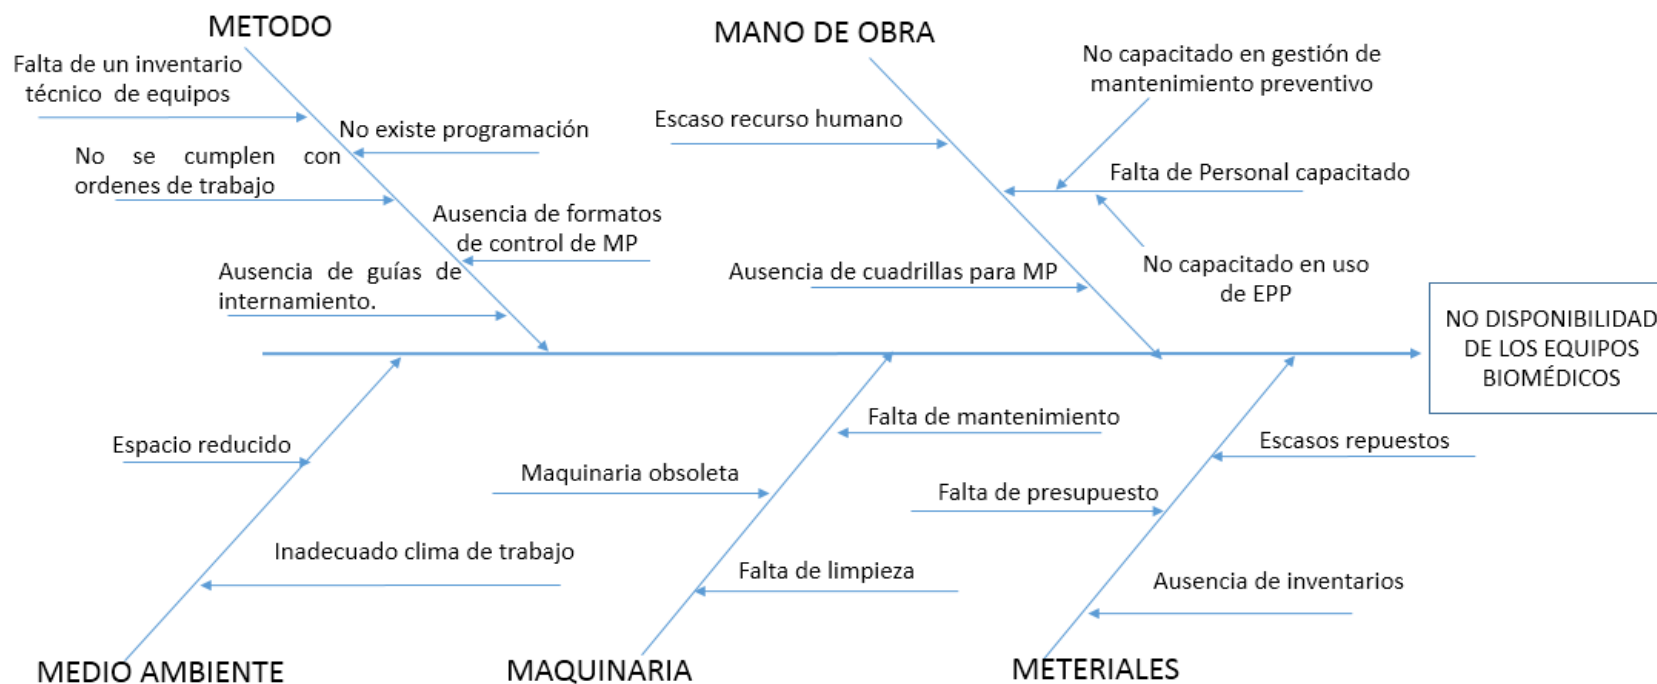 METODO
Falta de un inventario
técnico de equipos
No existe programación
No se cumplen con
ordenes de trabajo
Ausencia de formatos
de control de MP
Ausencia de guías de
internamiento.
MANO DE OBRA
No capacitado en gestión de
mantenimiento preventivo
Escaso recurso humano
Falta de Personal capacitado
Ausencia de cuadrillas para MP
No capacitado en uso
de EPP
NO DISPONIBILIDAD
DE LOS EQUIPOS
BIOMÉDICOS
Espacio reducido
Inadecuado clima de trabajo
MEDIO AMBIENTE
Falta de mantenimiento
Maquinaria obsoleta
Falta de limpieza
MAQUINARIA
Escasos repuestos
Falta de presupuesto
Ausencia de inventarios
METERIALES